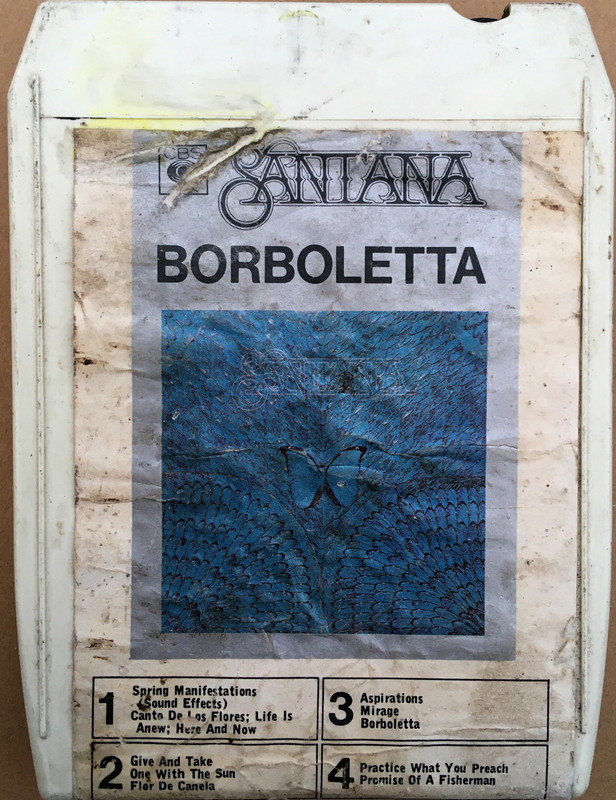 SANTANA
BORBOLETTA
SANTANA
1
Spring Manifestations
(Sound Effects)
Canto De Los Flores; Life Is
Anew; Here And Now
2
Give And Take
One With The Sun
Flor De Canela
3
Aspirations
Mirage
Borboletta
4
Practice What You Preach
Promise Of A Fisherman